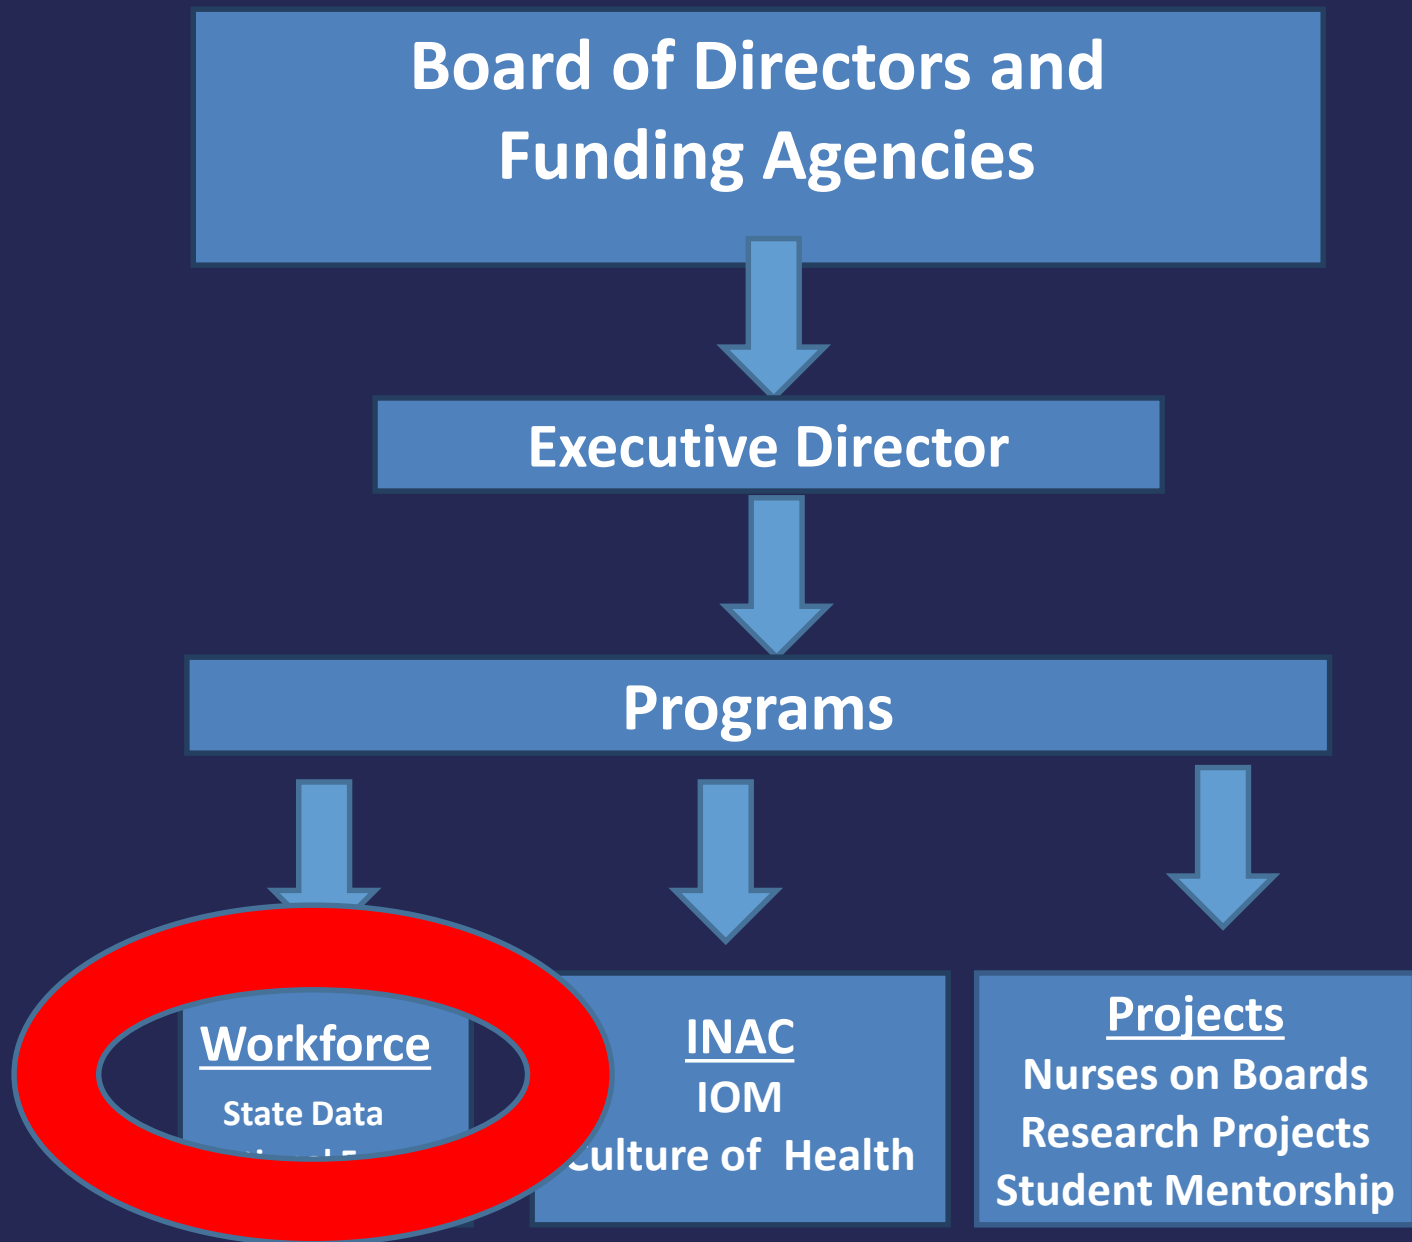 Board of Directors and
Funding Agencies
Executive Director
Programs
Workforce
State Data
INAC
IOM
Culture of Health
Projects
Nurses on Boards
Research Projects
Student Mentorship